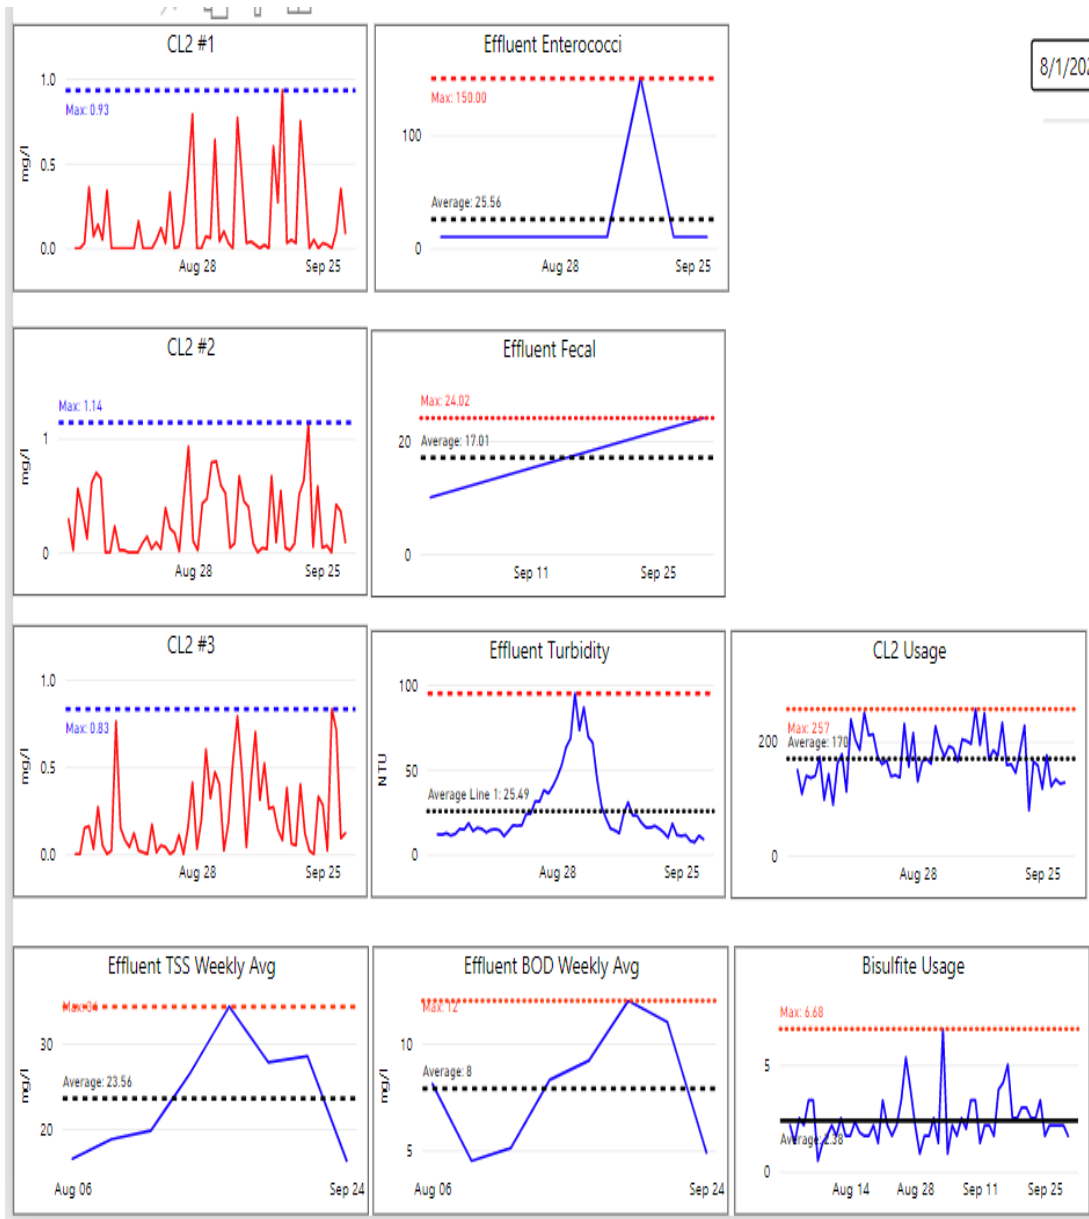 CL2 #1
1.0
Max: 0.93
0.5
mg/l
0.0
Aug 28
Sep 25
Effluent Enterococci
Max: 150.00
100
Average: 25.56
0
Aug 28
Sep 25
8/1/202
CL2 #2
Max: 1.14
1
mg/l
0
Aug 28
Sep 25
Effluent Fecal
Max: 24.02
20
Average: 17.01
0
Sep 11
Sep 25
CL2 #3
1.0
Max: 0.83
0.5
mg/l
0.0
Aug 28
Sep 25
Effluent Turbidity
100
50
NTU
Average Line 1: 25.49
0
Aug 28
Sep 25
CL2 Usage
Max: 257
200
Average: 170
0
Aug 28
Sep 25
Effluent TSS Weekly Avg
Max: 34
30
mg/l
Average: 23.56
20
Aug 06
Sep 24
Effluent BOD Weekly Avg
Max: 12
10
mg/l
Average: 8
5
Aug 06
Sep 24
Bisulfite Usage
Max: 6.68
5
Average: 2.38
0
Aug 14
Aug 28
Sep 11
Sep 25